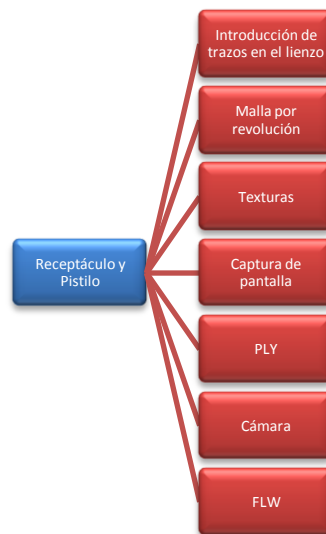 Introducción de
trazos en el lienzo
Malla por
revolución
Texturas
Receptáculo y
Pistilo
Captura de
pantalla
PLY
Cámara
FLW